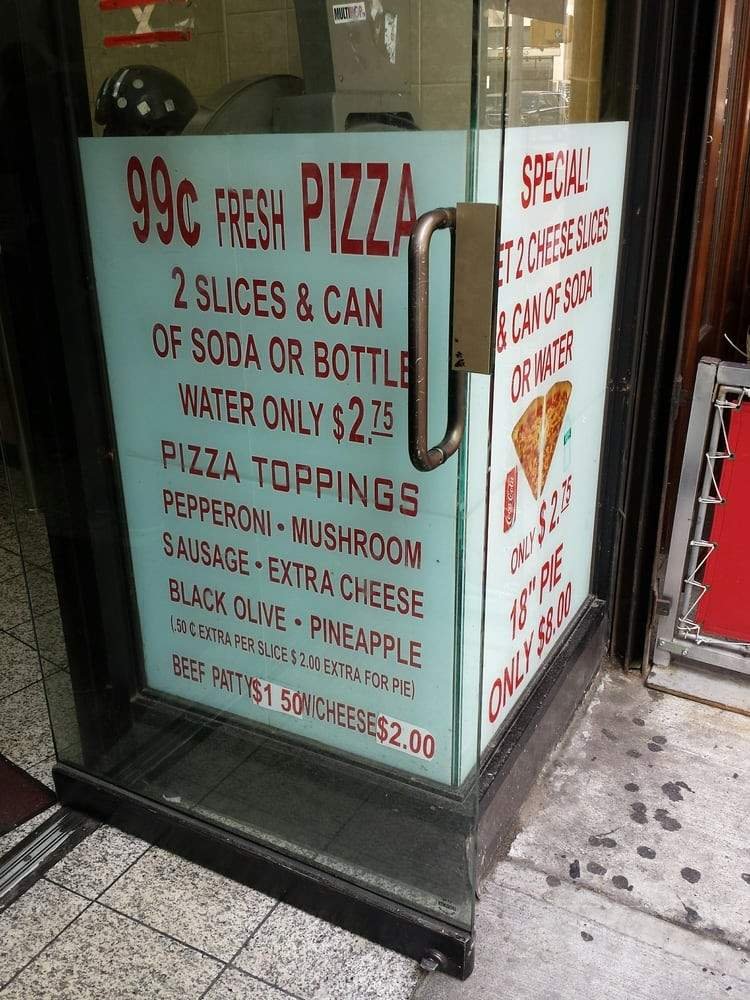 MULTI
99¢ FRESH PIZZA
2 SLICES & CAN
OF SODA OR BOTTLE
WATER ONLY $2.75
PIZZA TOPPINGS
PEPPERONI • MUSHROOM
SAUSAGE • EXTRA CHEESE
BLACK OLIVE • PINEAPPLE
(.50 ¢ EXTRA PER SLICE $ 2.00 EXTRA FOR PIE)
BEEF PATTY $1 50 W/CHEESE $2.00
SPECIAL!
ET 2 CHEESE SLICES
& CAN OF SODA
OR WATER
Coca-Cola
ONLY $ 2.75
18" PIE
ONLY $8.00